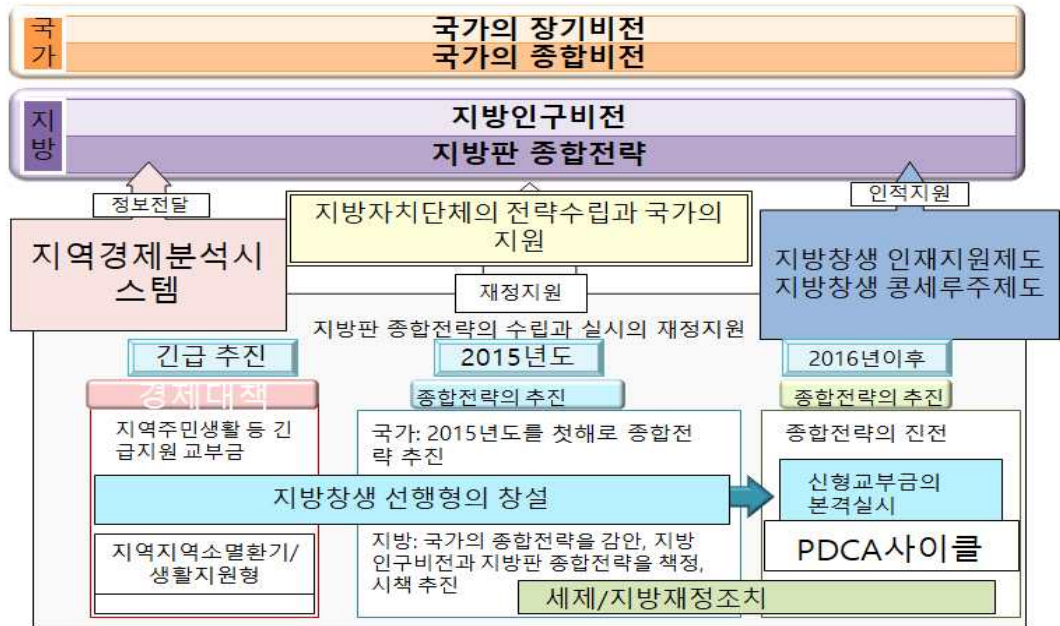 국가
국가의 장기비전
국가의 종합비전
지방
지방인구비전
지방판 종합전략
정보전달
인적지원
지방자치단체의 전략수립과 국가의
지원
지역경제분석시
스템
지방창생 인재지원제도
지방창생 콩세루주제도
재정지원
지방판 종합전략의 수립과 실시의 재정지원
긴급 추진
2015년도
2016년이후
경제대책
종합전략의 추진
종합전략의 추진
지역주민생활 등 긴
급지원 교부금
국가: 2015년도를 첫해로 종합전
략 추진
종합전략의 진전
지방창생 선행형의 창설
신형교부금의
본격실시
지역지역소멸환기/
생활지원형
지방: 국가의 종합전략을 감안, 지방
인구비전과 지방판 종합전략을 책정,
시책 추진
PDCA사이클
세제/지방재정조치